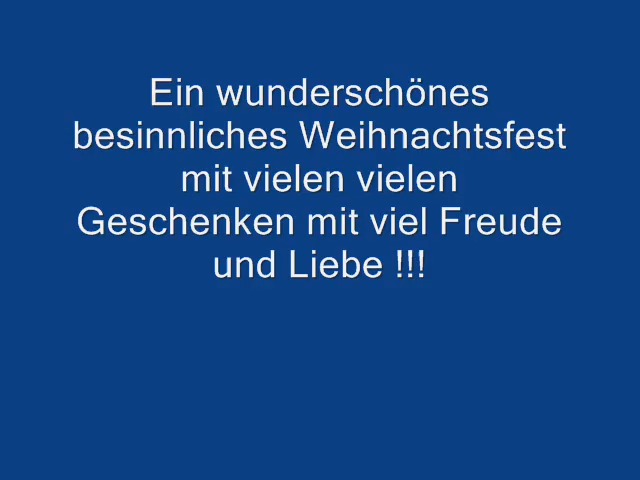 Ein wunderschönes
besinnliches Weihnachtsfest
mit vielen vielen
Geschenken mit viel Freude
und Liebe !!!